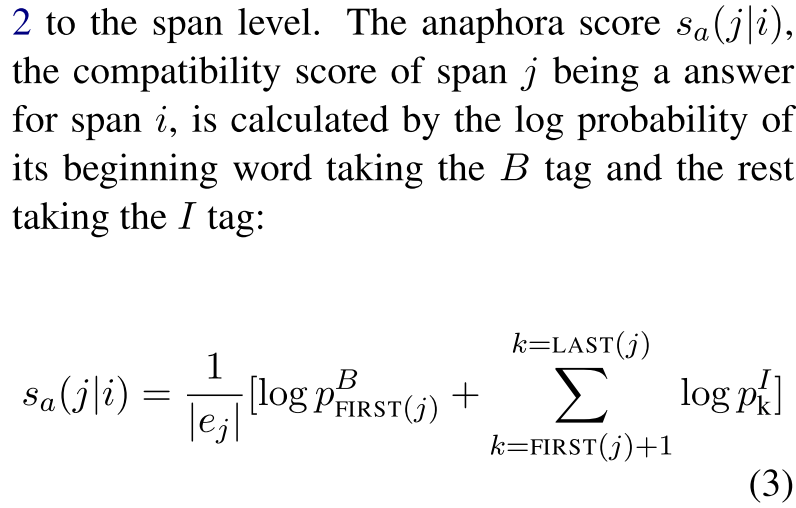 2 to the span level. The anaphora score $s_a(j|i)$,
the compatibility score of span $j$ being a answer
for span $i$, is calculated by the log probability of
its beginning word taking the $B$ tag and the rest
taking the $I$ tag:
$s_a(j|i) = \frac{1}{|e_j|}[\log p^B_{\text{FIRST}(j)} + \sum_{k=\text{FIRST}(j)+1}^{k=\text{LAST}(j)} \log p^I_{\text{k}}]$
(3)